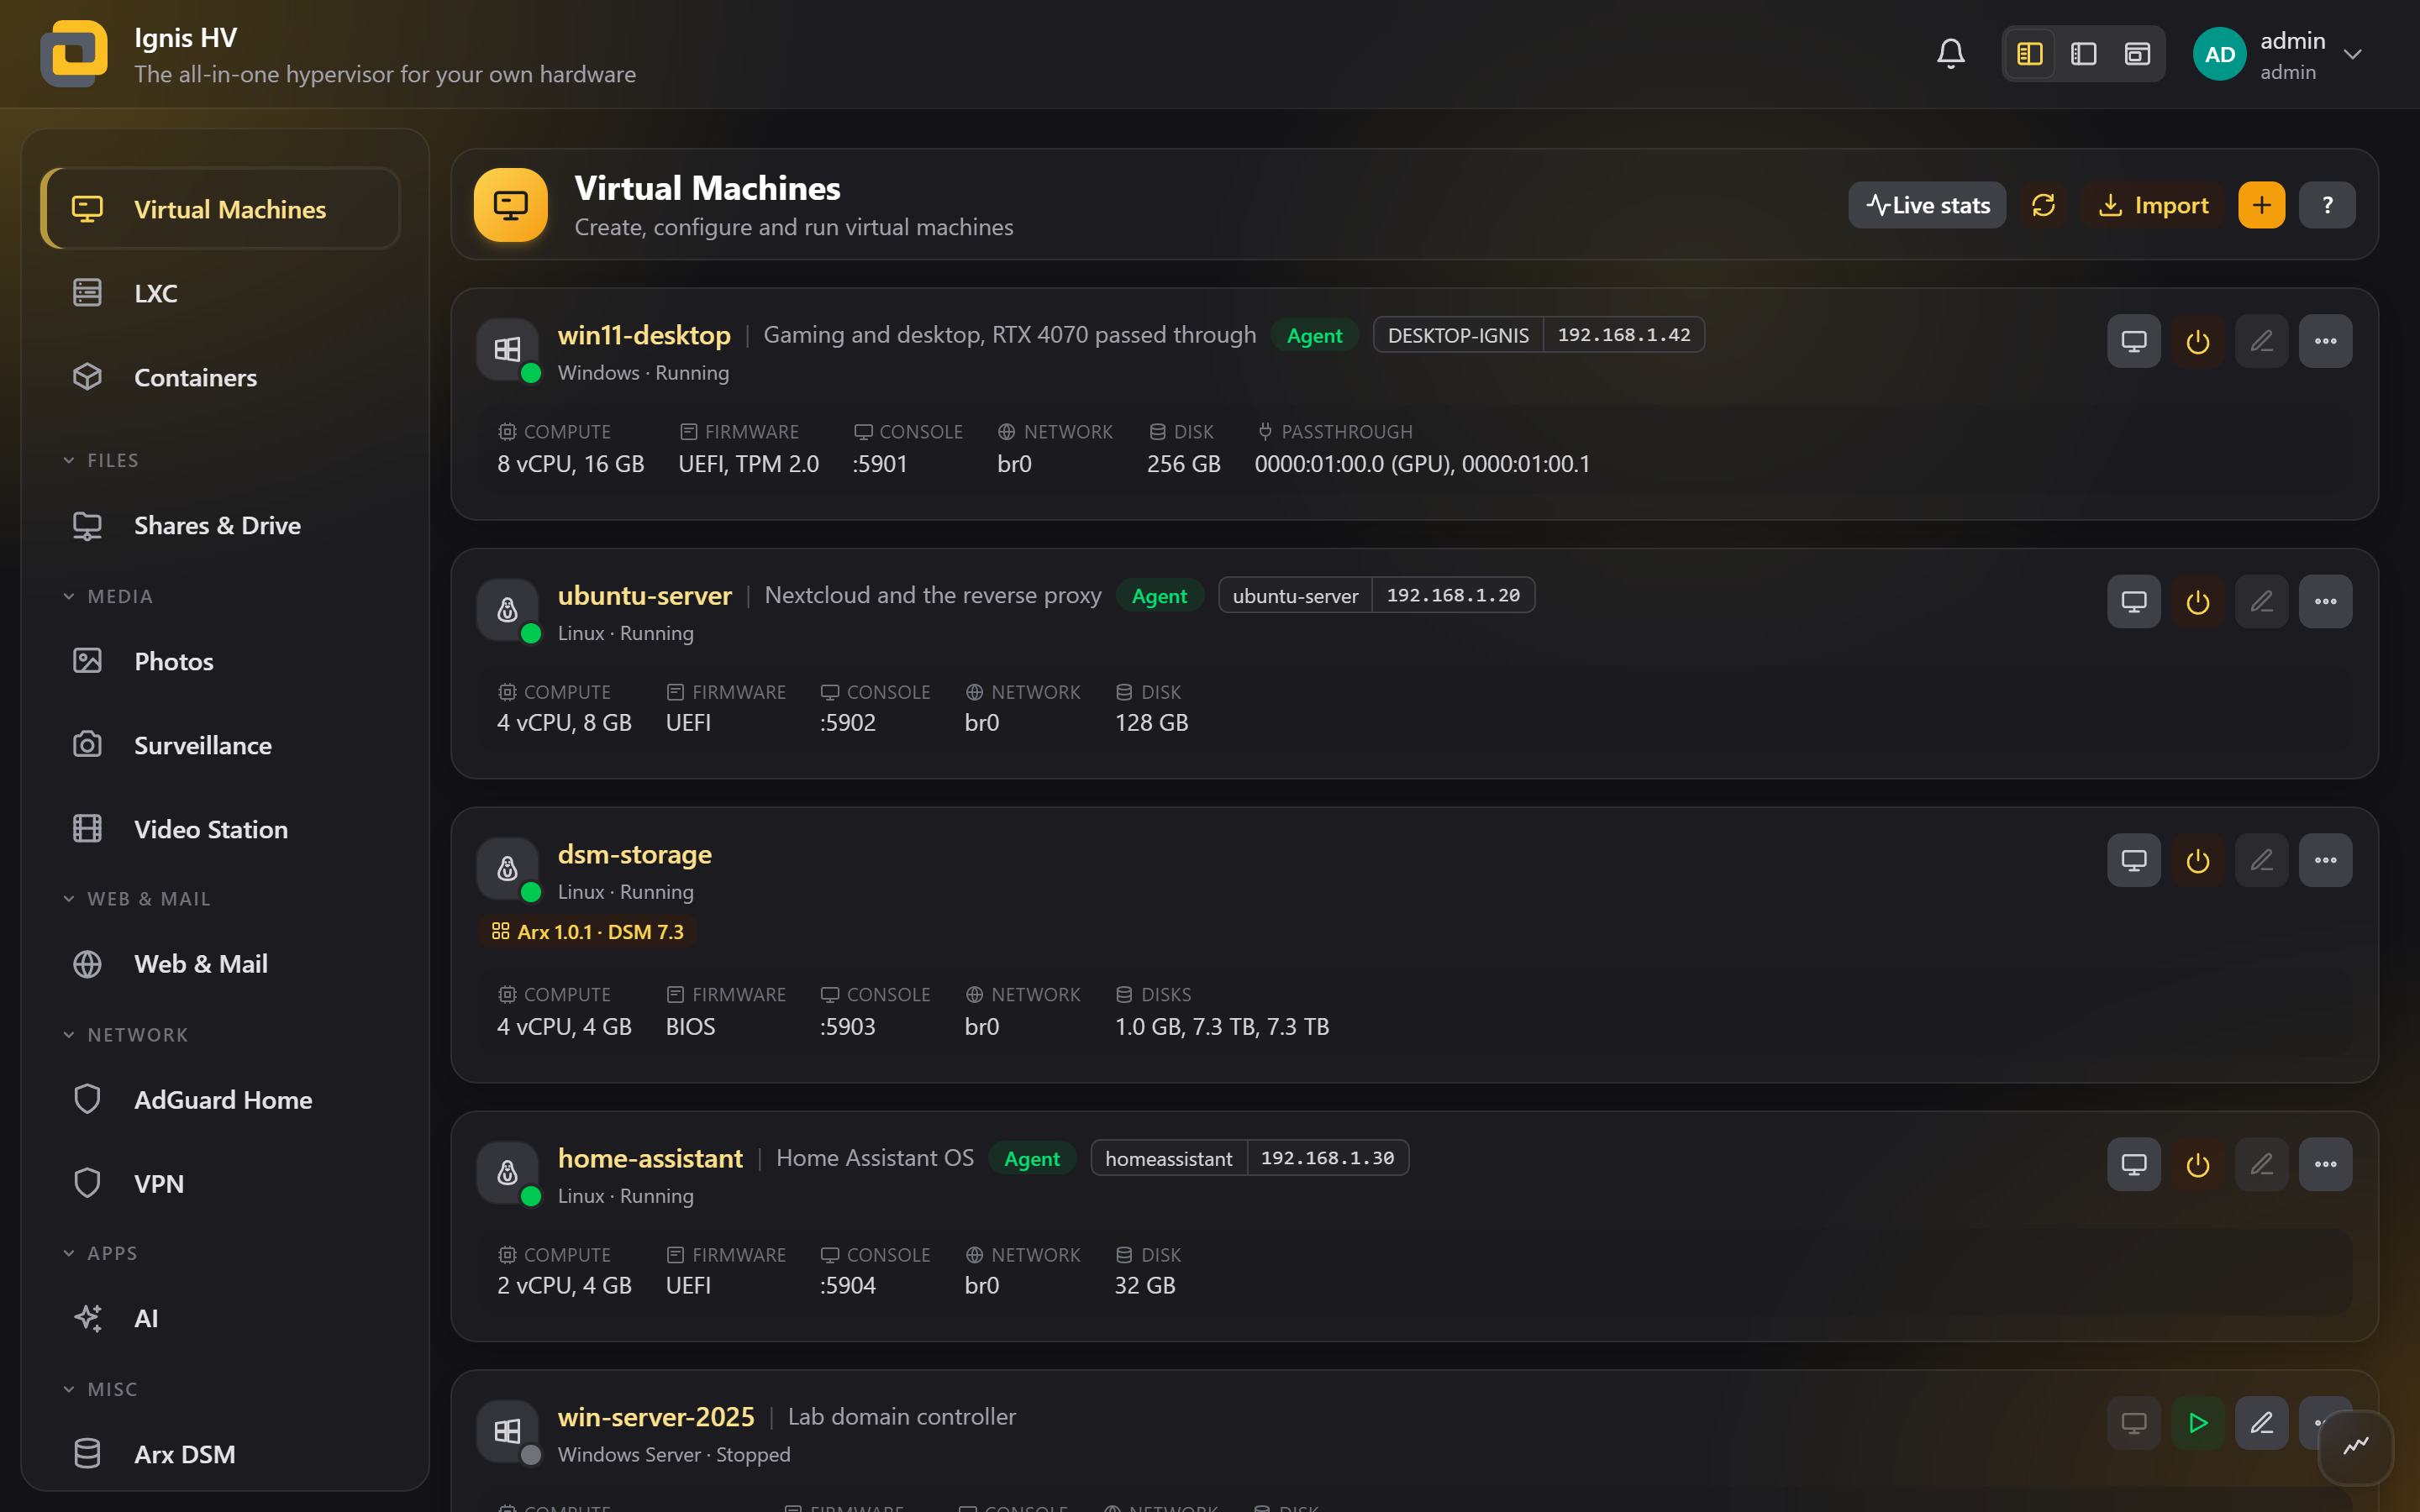 Ignis HV
The all-in-one hypervisor for your own hardware
AD
admin
admin
Virtual Machines
LXC
Containers
FILES
Shares & Drive
MEDIA
Photos
Surveillance
Video Station
WEB & MAIL
Web & Mail
NETWORK
AdGuard Home
VPN
APPS
AI
MISC
Arx DSM
Virtual Machines
Create, configure and run virtual machines
Live stats
Import
?
win11-desktop | Gaming and desktop, RTX 4070 passed through Agent DESKTOP-IGNIS 192.168.1.42
Windows · Running
COMPUTE FIRMWARE CONSOLE NETWORK DISK PASSTHROUGH
8 vCPU, 16 GB UEFI, TPM 2.0 :5901 br0 256 GB 0000:01:00.0 (GPU), 0000:01:00.1
ubuntu-server | Nextcloud and the reverse proxy Agent ubuntu-server 192.168.1.20
Linux · Running
COMPUTE FIRMWARE CONSOLE NETWORK DISK
4 vCPU, 8 GB UEFI :5902 br0 128 GB
dsm-storage
Linux · Running
Arx 1.0.1 · DSM 7.3
COMPUTE FIRMWARE CONSOLE NETWORK DISKS
4 vCPU, 4 GB BIOS :5903 br0 1.0 GB, 7.3 TB, 7.3 TB
home-assistant | Home Assistant OS Agent homeassistant 192.168.1.30
Linux · Running
COMPUTE FIRMWARE CONSOLE NETWORK DISK
2 vCPU, 4 GB UEFI :5904 br0 32 GB
win-server-2025 | Lab domain controller
Windows Server · Stopped
COMPUTE FIRMWARE CONSOLE NETWORK DISK